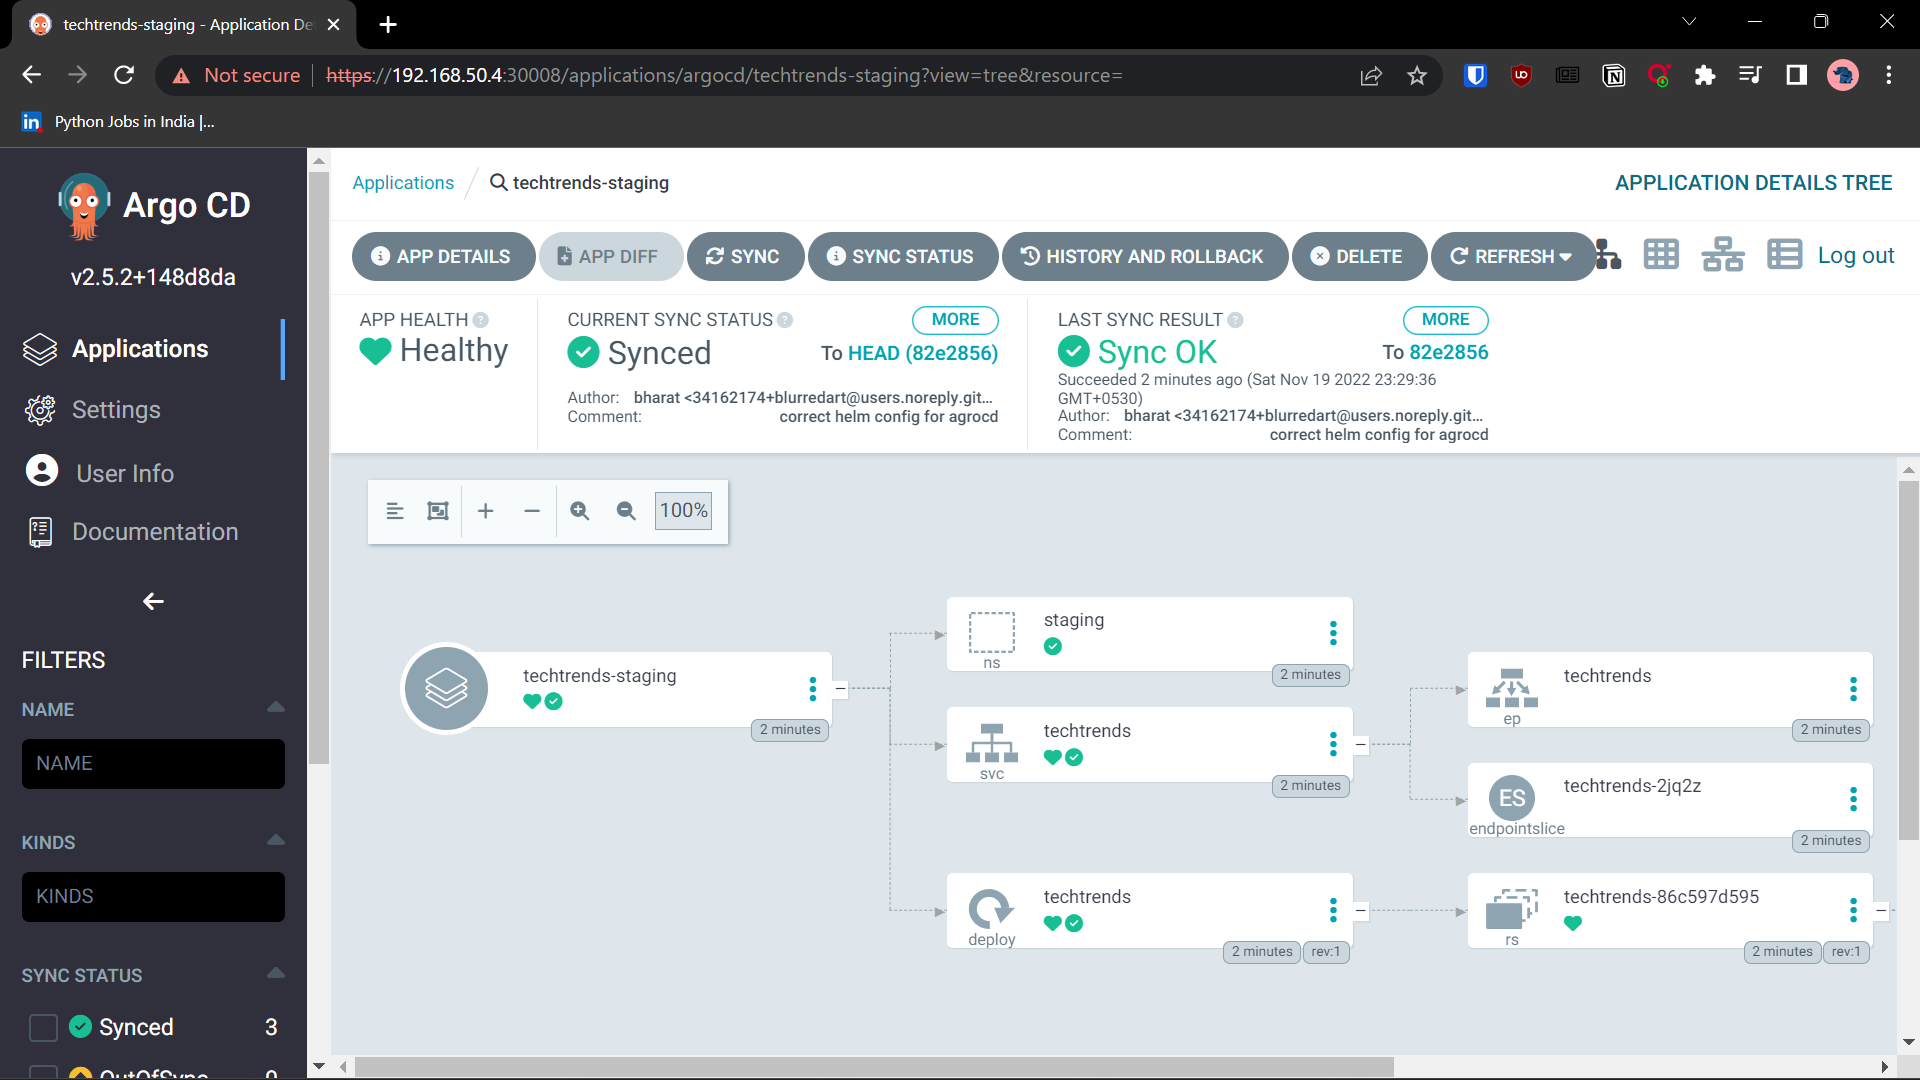 techtrends-staging - Application De
Not secure
https://192.168.50.4:30008/applications/argocd/techtrends-staging?view=tree&resource=
in
Python Jobs in India |...
Argo CD
v2.5.2+148d8da
Applications
Settings
User Info
Documentation
FILTERS
NAME
NAME
KINDS
KINDS
SYNC STATUS
Synced 3
OutOfSync 0
Applications / techtrends-staging
APPLICATION DETAILS TREE
APP DETAILS APP DIFF SYNC SYNC STATUS HISTORY AND ROLLBACK DELETE REFRESH Log out
APP HEALTH
Healthy
CURRENT SYNC STATUS MORE
Synced To HEAD (82e2856)
Author: bharat <34162174+blurredart@users.noreply.git...
Comment: correct helm config for agrocd
LAST SYNC RESULT MORE
Sync OK To 82e2856
Succeeded 2 minutes ago (Sat Nov 19 2022 23:29:36
GMT+0530)
Author: bharat <34162174+blurredart@users.noreply.git...
Comment: correct helm config for agrocd
100%
techtrends-staging
2 minutes
staging
ns
2 minutes
techtrends
svc
2 minutes
techtrends
deploy
2 minutes rev:1
techtrends
ep
2 minutes
ES
techtrends-2jq2z
endpointslice
2 minutes
techtrends-86c597d595
rs
2 minutes rev:1